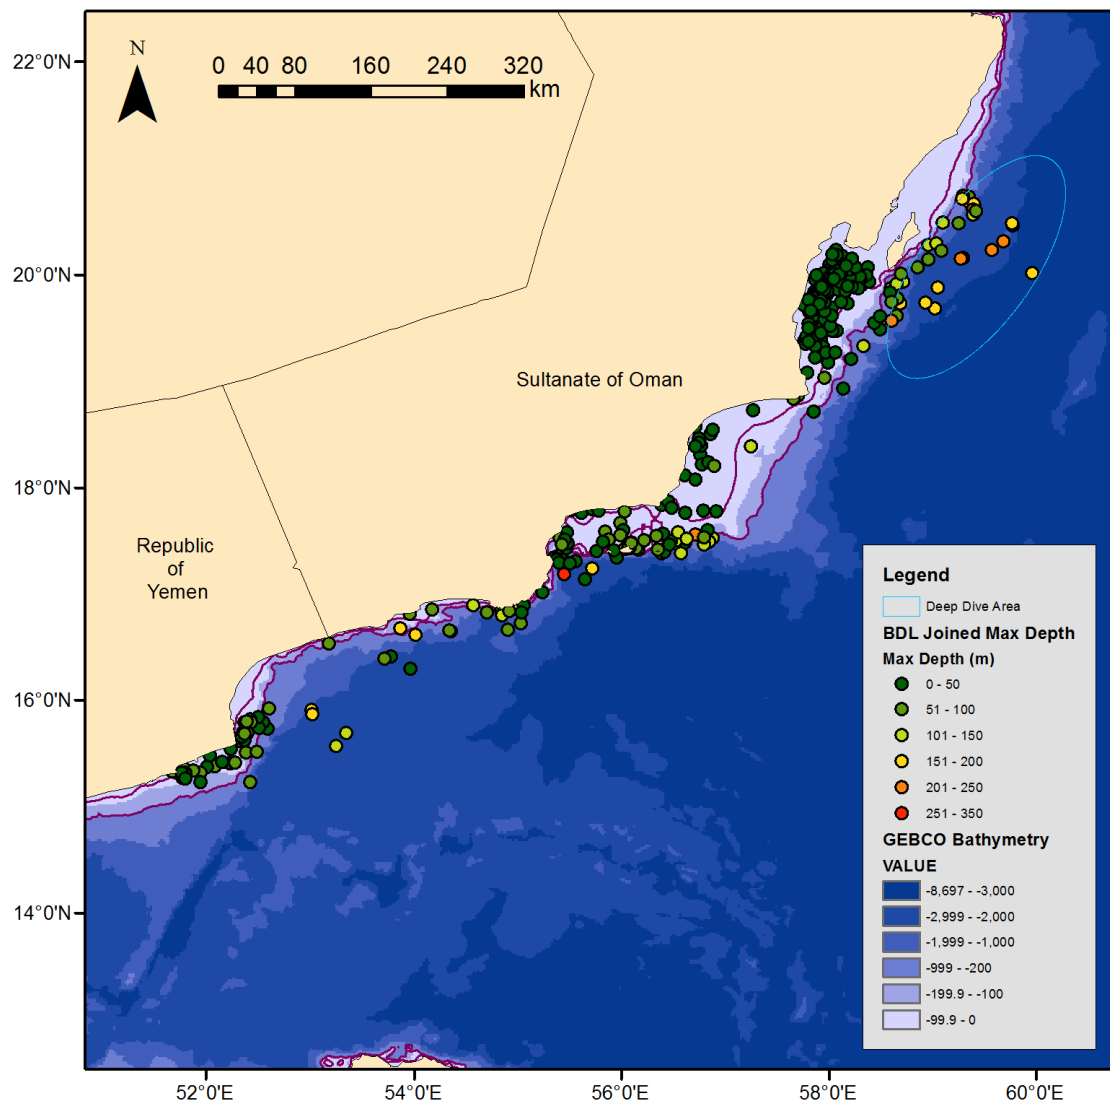 22°0'N
20°0'N
18°0'N
16°0'N
14°0'N
N
0 40 80 160 240 320
km
Sultanate of Oman
Republic
of
Yemen
Legend
Deep Dive Area
BDL Joined Max Depth
Max Depth (m)
0 - 50
51 - 100
101 - 150
151 - 200
201 - 250
251 - 350
GEBCO Bathymetry
VALUE
-8,697 - -3,000
-2,999 - -2,000
-1,999 - -1,000
-999 - -200
-199.9 - -100
-99.9 - 0
52°0'E 54°0'E 56°0'E 58°0'E 60°0'E